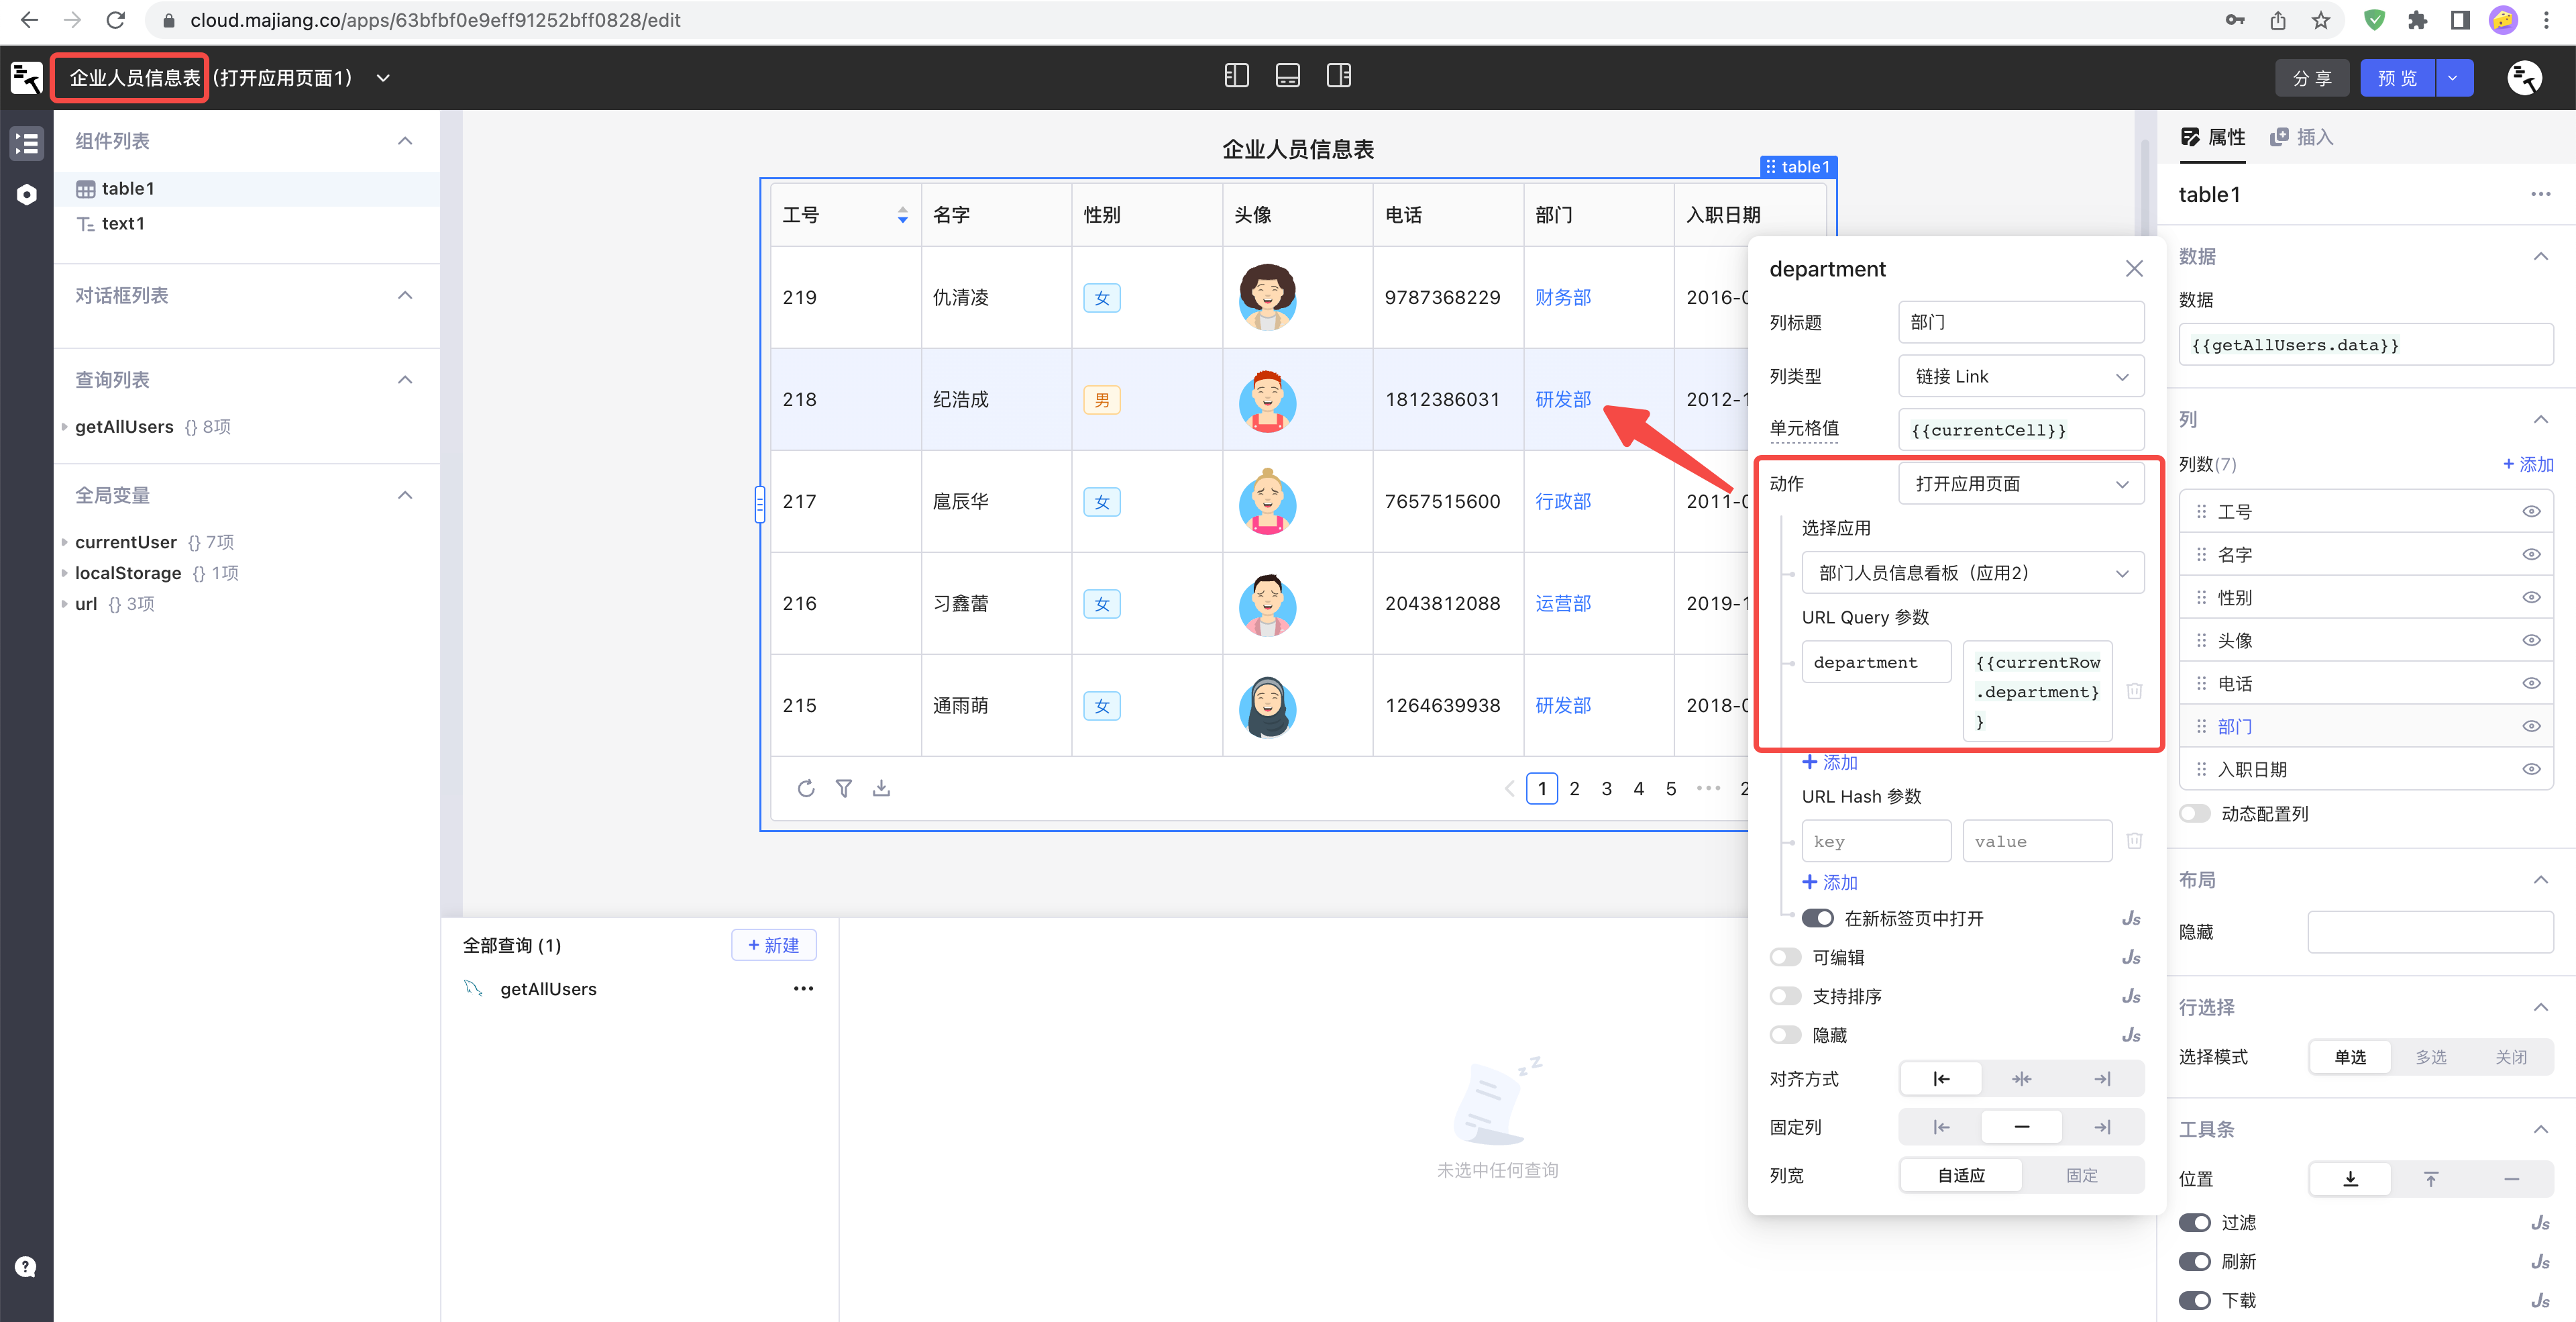 cloud.majiang.co/apps/63bfbf0e9eff91252bff0828/edit
企业人员信息表 (打开应用页面1)
分享
预览
组件列表
table1
text1
对话框列表
查询列表
getAllUsers {} 8项
全局变量
currentUser {} 7项
localStorage {} 1项
url {} 3项
企业人员信息表
table1
工号 名字 性别 头像 电话 部门 入职日期
219 仇清凌 女 9787368229 财务部 2016-0
218 纪浩成 男 1812386031 研发部 2012-1
217 扈辰华 女 7657515600 行政部 2011-0
216 习鑫蕾 女 2043812088 运营部 2019-1
215 通雨萌 女 1264639938 研发部 2018-0
1 2 3 4 5 ••• 2
全部查询 (1)
+ 新建
getAllUsers
未选中任何查询
department
列标题 部门
列类型 链接 Link
单元格值 {{currentCell}}
动作 打开应用页面
选择应用
部门人员信息看板（应用2）
URL Query 参数
department {{currentRow
.department}
}
+ 添加
URL Hash 参数
key value
+ 添加
在新标签页中打开 Js
可编辑 Js
支持排序 Js
隐藏 Js
对齐方式
固定列
列宽 自适应 固定
属性 插入
table1
数据
数据
{{getAllUsers.data}}
列
列数(7) + 添加
工号
名字
性别
头像
电话
部门
入职日期
动态配置列
布局
隐藏
行选择
选择模式 单选 多选 关闭
工具条
位置
过滤 Js
刷新 Js
下载 Js